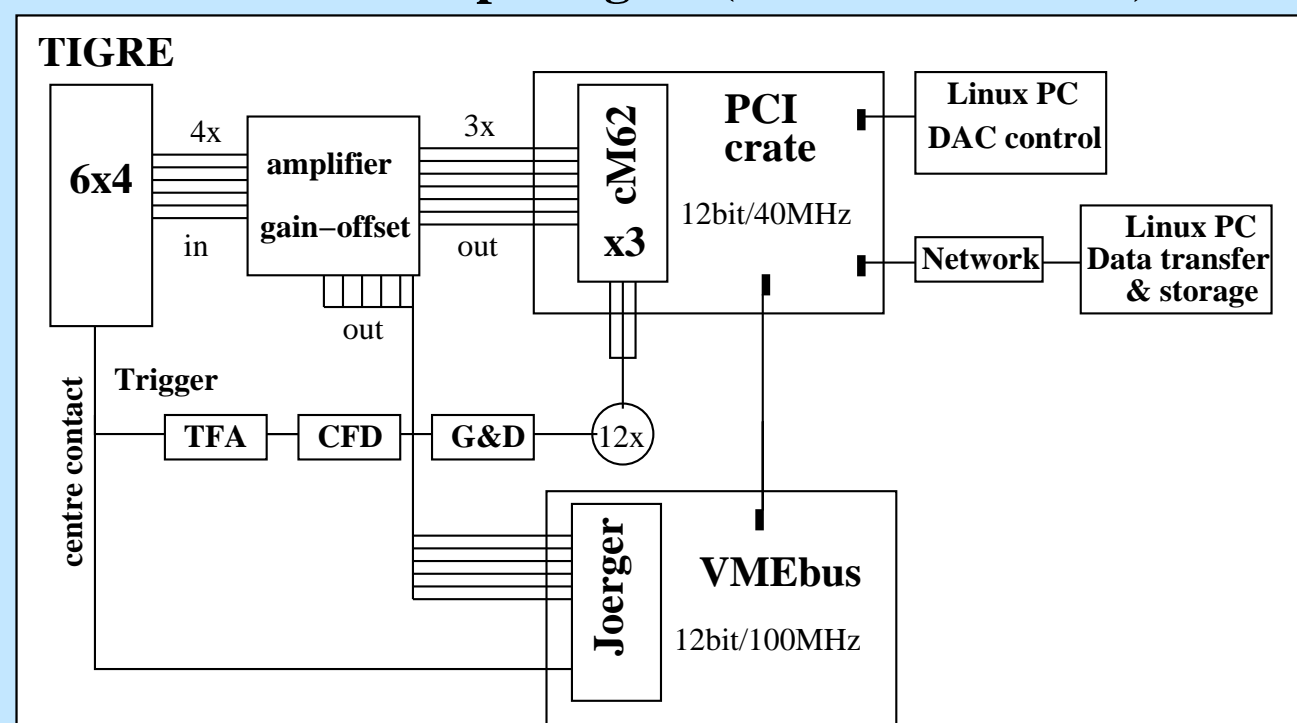 TIGRE
6x4
4x
in
amplifier
gain−offset
out
3x
out
cM62
x3
PCI
crate
12bit/40MHz
Linux PC
DAC control
Network
Linux PC
Data transfer
& storage
centre contact
Trigger
TFA
CFD
G&D
12x
Joerger
VMEbus
12bit/100MHz